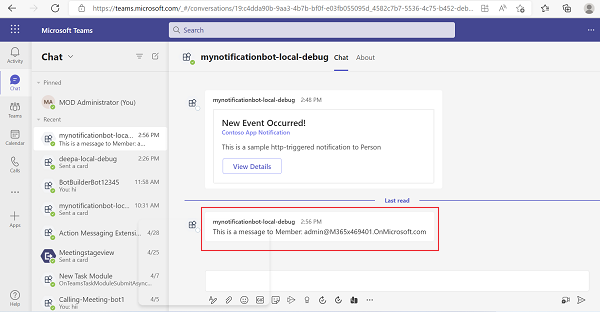 https://teams.microsoft.com/_#/conversations/19:c4dda90b-9aa3-4b7b-bf0f-e03fb055095d_4582c7b7-5536-4c75-b452-deb...
Microsoft Teams
Search
Activity
Chat
Teams
Calendar
Calls
Apps
Help
Chat
Pinned
MA
MOD Administrator (You)
Recent
mynotificationbot-loca... 2:56 PM
This is a message to Member: a...
deepa-local-debug 2:26 PM
Sent a card
BotBuilderBot12345 11:58 AM
You: hi
mynotificationbot-loc... 10:31 AM
Sent a card
Action Messaging Extensi... 4/28
Meetingstageview 4/25
Sent a card
New Task Module 4/7
OnTeamsTaskModuleSubmitAsync...
Calling-Meeting-bot1 4/5
You: hi
mynotificationbot-local-debug Chat About
mynotificationbot-local-debug 2:48 PM
New Event Occurred!
Contoso App Notification
This is a sample http-triggered notification to Person
View Details
Last read
mynotificationbot-local-debug 2:56 PM
This is a message to Member: admin@M365x469401.OnMicrosoft.com
GIF